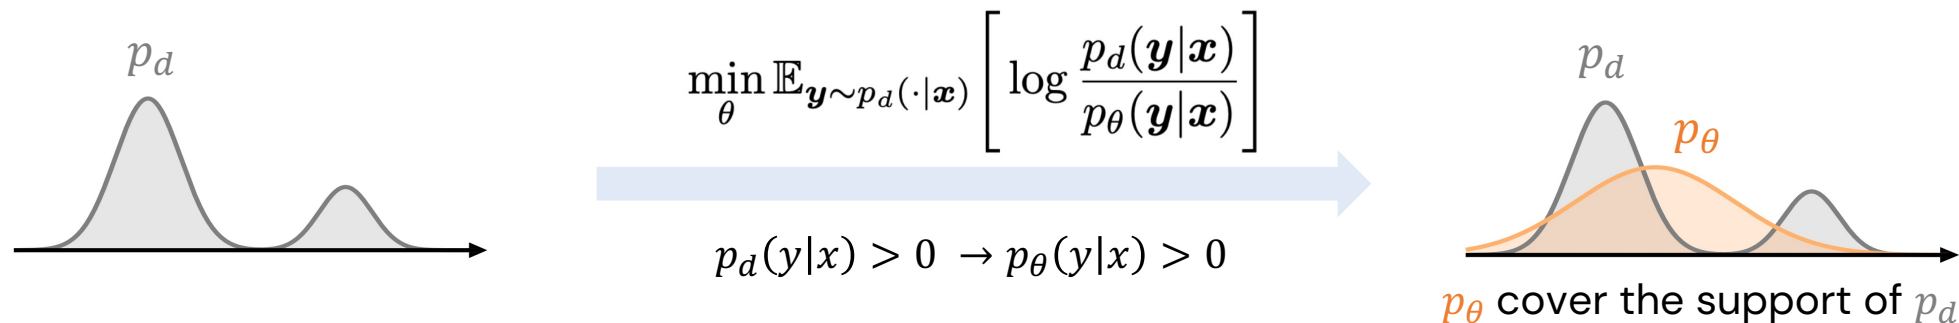 p_d
\min_θ 𝔼_{y∼p_d(·|x)} [ log \frac{p_d(y|x)}{p_θ(y|x)} ]
p_d(y|x) > 0 → p_θ(y|x) > 0
p_d
p_θ
p_θ cover the support of p_d